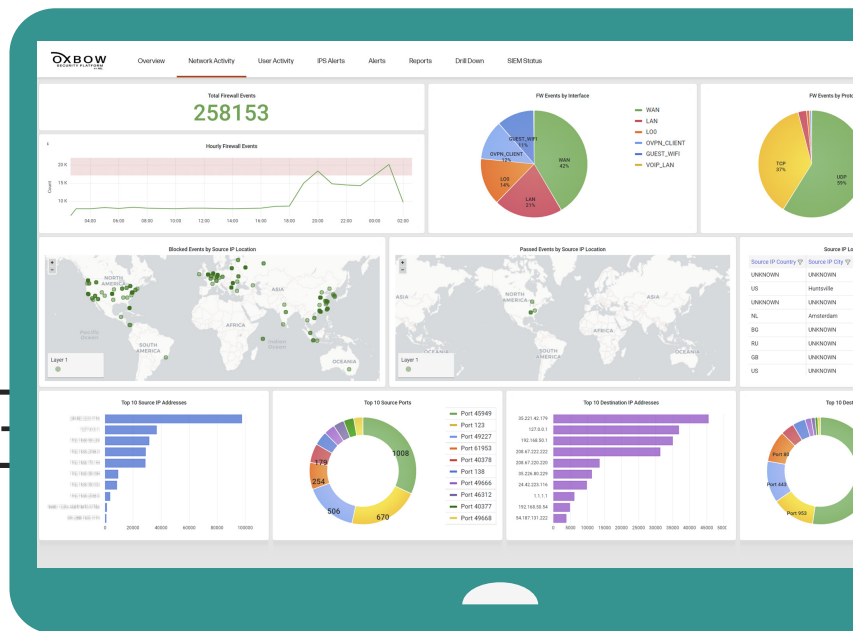 OXBOW
SECURITY PLATFORM
Overview
Network Activity
User Activity
IPS Alerts
Alerts
Reports
Drill Down
SIEM Status
Total Firewall Events
258153
Hourly Firewall Events
Count
20 K
15 K
10 K
04:00 06:00 08:00 10:00 12:00 14:00 16:00 18:00 20:00 22:00 00:00 02:00
FW Events by Interface
GUEST_WIFI
11%
OVPN_CLIENT
12%
WAN
42%
LO0
14%
LAN
21%
WAN
LAN
LO0
OVPN_CLIENT
GUEST_WIFI
VOIP_LAN
FW Events by Proto
TCP
37%
UDP
59%
Blocked Events by Source IP Location
+
-
NORTH
AMERICA
ASIA
AFRICA
Pacific
Ocean
Indian
Ocean
SOUTH
AMERICA
OCEANIA
Layer 1
Passed Events by Source IP Location
+
-
ASIA
NORTH
AMERICA
ASIA
AFRICA
OCEANIA
SOUTH
AMERICA
OCEANIA
Layer 1
Source IP Lo
Source IP Country Source IP City
UNKNOWN UNKNOWN
US Huntsville
UNKNOWN UNKNOWN
NL Amsterdam
BG UNKNOWN
RU UNKNOWN
GB UNKNOWN
US UNKNOWN
Top 10 Source IP Addresses
127.0.0.1
0 20000 40000 60000 80000 100000
Top 10 Source Ports
1008
670
506
254
179
Port 45949
Port 123
Port 49227
Port 61953
Port 40378
Port 138
Port 49666
Port 46312
Port 40377
Port 49668
Top 10 Destination IP Addresses
35.221.42.179
127.0.0.1
192.168.50.1
208.67.222.222
208.67.220.220
35.226.80.229
24.42.223.116
1.1.1.1
192.168.50.54
54.187.131.222
0 5000 10000 15000 20000 25000 30000 35000 40000 45000 5000
Top 10 Dest
Port 443
Port 953